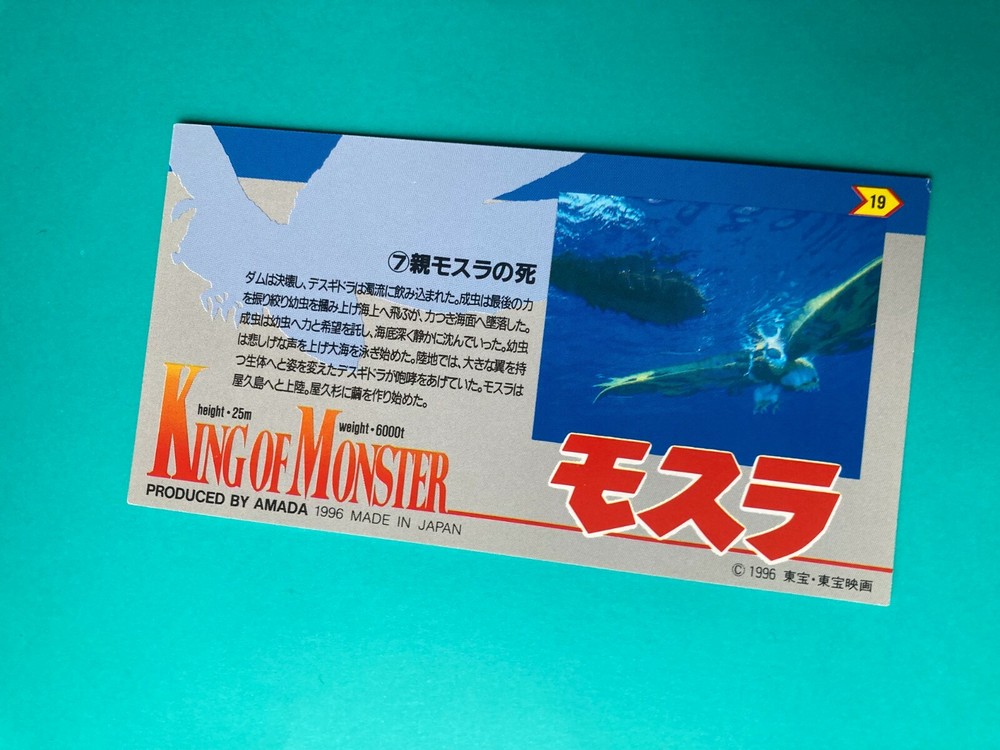 19
⑦親モスラの死
ダムは決壊し、デスギドラは濁流に飲み込まれた。成虫は最後の力
を振り絞り幼虫を掴み上げ海上へ飛ぶが、力つき海面へ墜落した。
成虫は幼虫へ力と希望を託し、海底深く静かに沈んでいった。幼虫
は悲しげな声を上げ大海を泳ぎ始めた。陸地では、大きな翼を持
つ生体へと姿を変えたデスギドラが咆哮をあげていた。モスラは
屋久島へと上陸。屋久杉に繭を作り始めた。
height・25m
weight・6000t
KING OF MONSTER
PRODUCED BY AMADA 1996 MADE IN JAPAN
モスラ
© 1996 東宝・東宝映画